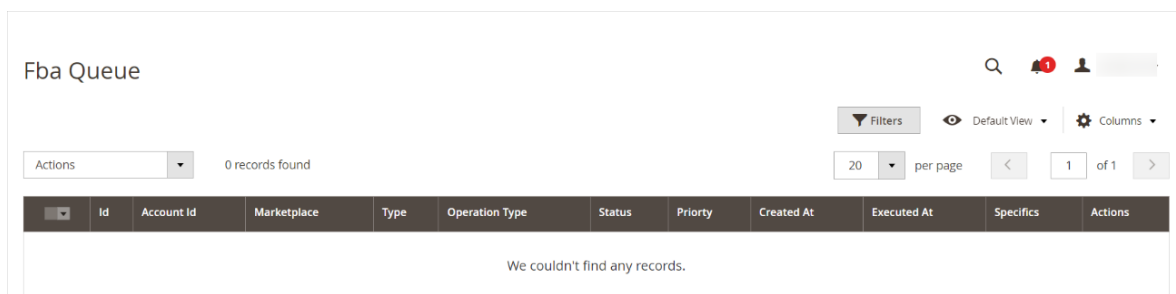 Fba Queue
1
Filters Default View Columns
Actions 0 records found 20 per page 1 of 1
Id Account Id Marketplace Type Operation Type Status Priorty Created At Executed At Specifics Actions
We couldn't find any records.